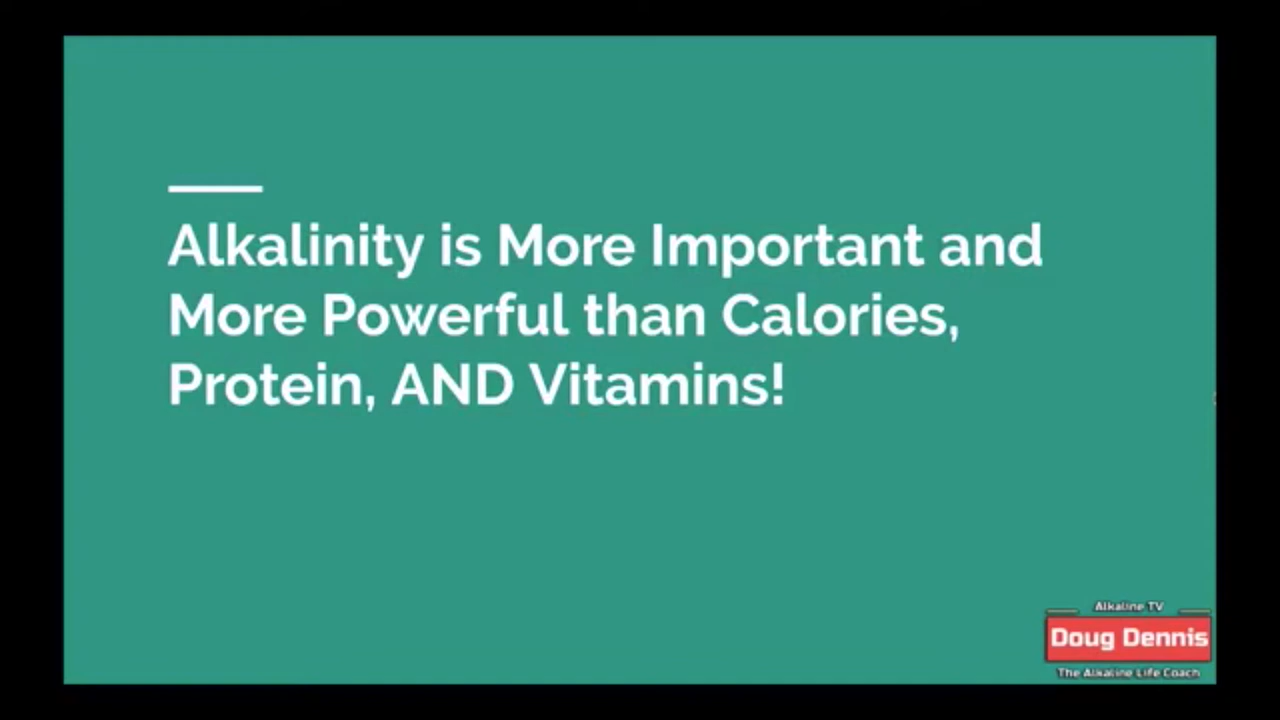 Alkalinity is More Important and
More Powerful than Calories,
Protein, AND Vitamins!
Alkaline TV
Doug Dennis
The Alkaline Life Coach